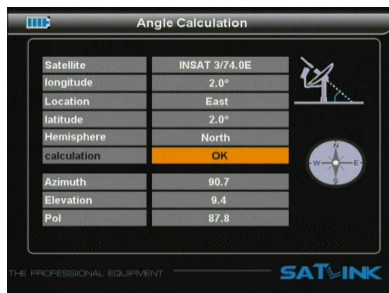 Angle Calculation
Satellite INSAT 3/74.0E
longitude 2.0°
Location East
latitude 2.0°
Hemisphere North
calculation OK
Azimuth 90.7
Elevation 9.4
Pol 87.8
N
W E
S
THE PROFESSIONAL EQUIPMENT SATLINK